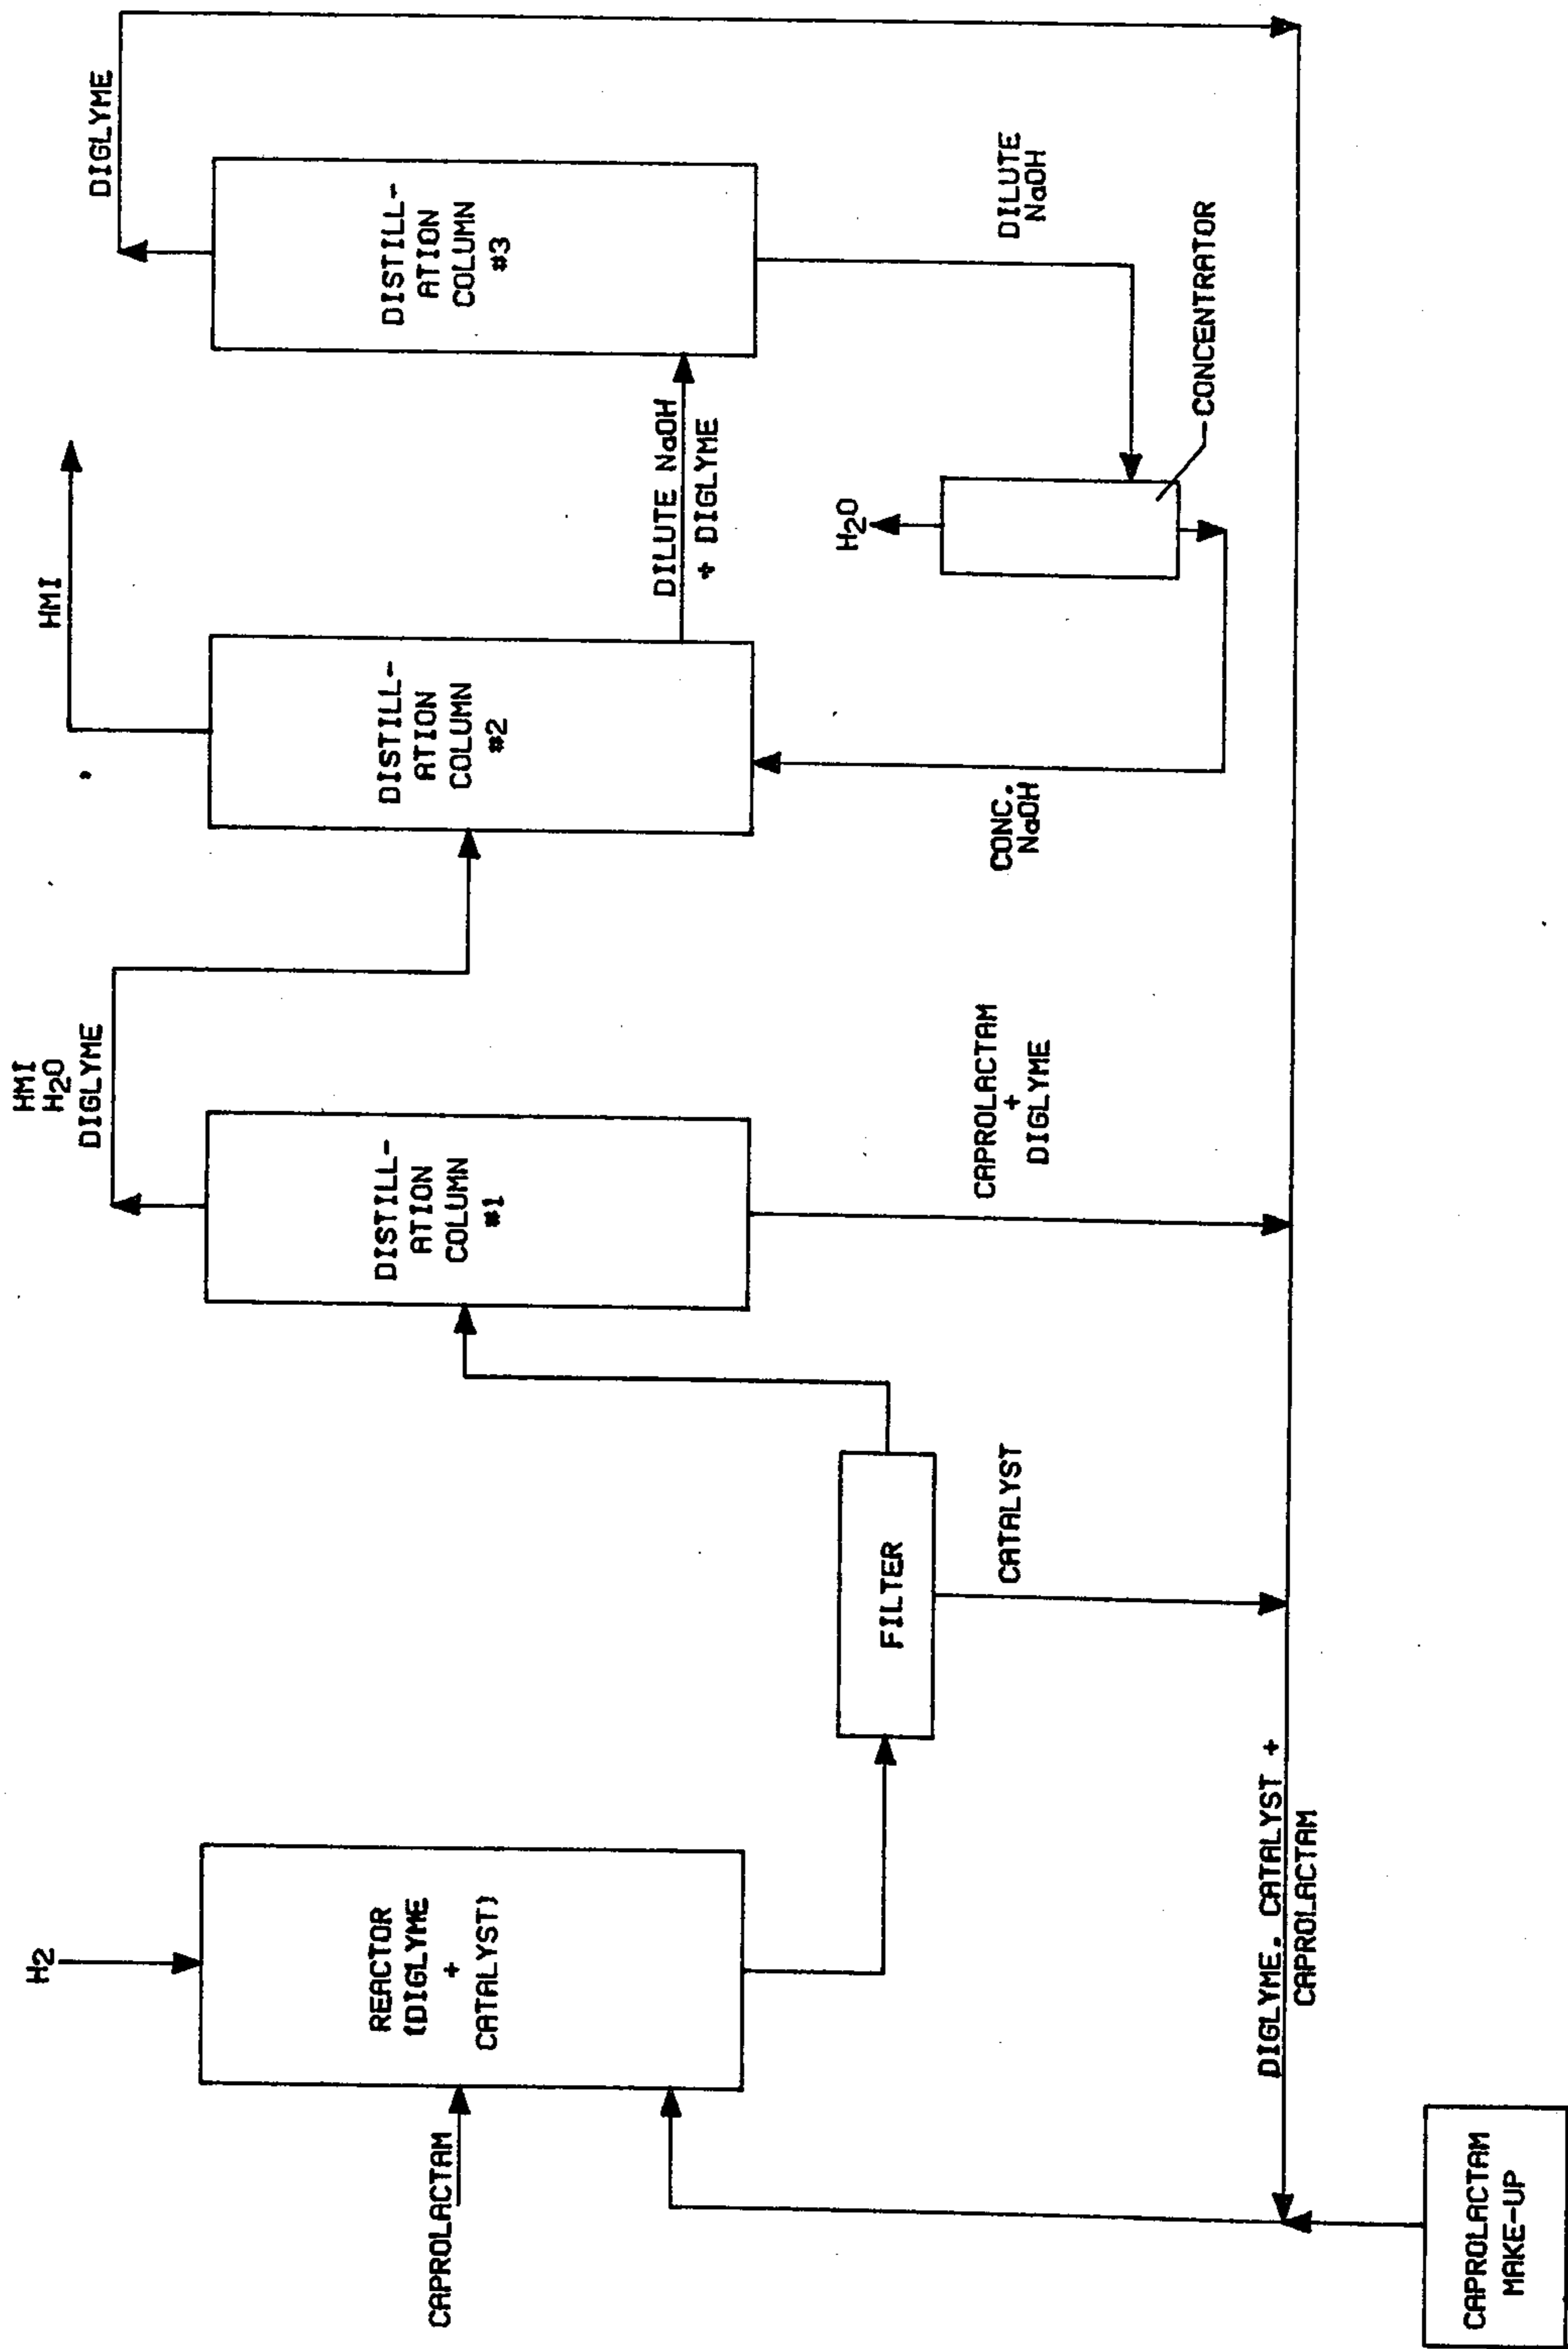 H2
CAPROLACTAM
REACTOR
(DIGLYME
+
CATALYST)
FILTER
CATALYST
HMI
H2O
DIGLYME
DISTILL-
ATION
COLUMN
#1
CAPROLACTAM
+
DIGLYME
HMI
DISTILL-
ATION
COLUMN
#2
DILUTE NaOH
+ DIGLYME
CONC.
NaOH
H2O
CONCENTRATOR
DIGLYME
DISTILL-
ATION
COLUMN
#3
DILUTE
NaOH
DIGLYME, CATALYST +
CAPROLACTAM
CAPROLACTAM
MAKE-UP